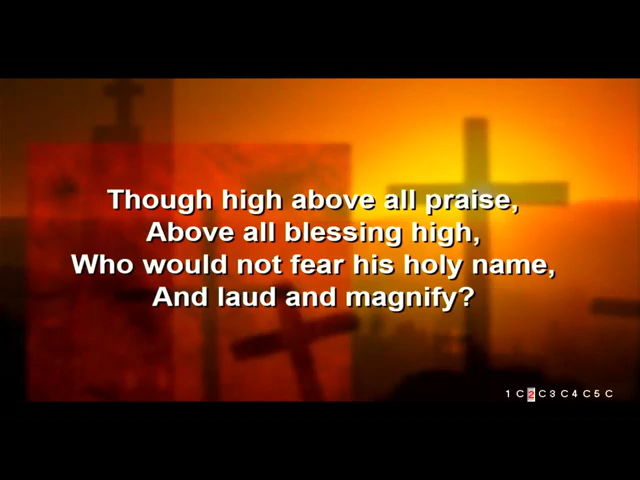 Though high above all praise,
Above all blessing high,
Who would not fear his holy name,
And laud and magnify?
1 C 2 C 3 C 4 C 5 C